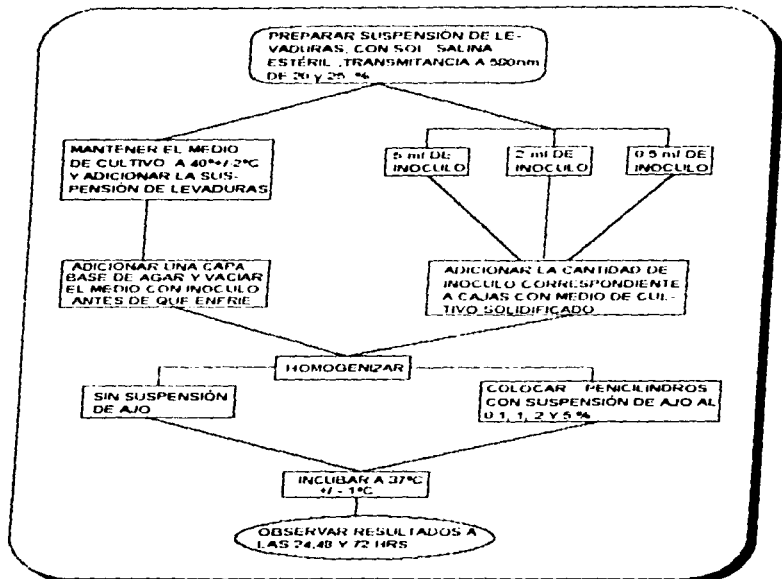 PREPARAR SUSPENSIÓN DE LE-
VADURAS, CON SOL SALINA
ESTÉRIL ,TRANSMITANCIA A 580nm
DE 20 y 25 %
MANTENER EL MEDIO
DE CULTIVO A 40°+/-2°C
Y ADICIONAR LA SUS-
PENSIÓN DE LEVADURAS
5 ml DE
INOCULO
2 ml DE
INOCULO
0.5 ml DE
INOCULO
ADICIONAR UNA CAPA
BASE DE AGAR Y VACIAR
EL MEDIO CON INOCULO
ANTES DE QUE ENFRIE
ADICIONAR LA CANTIDAD DE
INOCULO CORRESPONDIENTE
A CAJAS CON MEDIO DE CUL-
TIVO SOLIDIFICADO
HOMOGENIZAR
SIN SUSPENSIÓN
DE AJO
COLOCAR PENICILINDROS
CON SUSPENSIÓN DE AJO AL
0.1, 1, 2 Y 5 %
INCUBAR A 37°C
+/- 1°C
OBSERVAR RESULTADOS A
LAS 24,48 Y 72 HRS